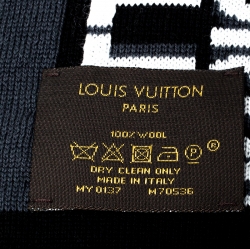 LOUIS VUITTON
PARIS
100% WOOL
DRY CLEAN ONLY
MADE IN ITALY
MY 0137 M70536